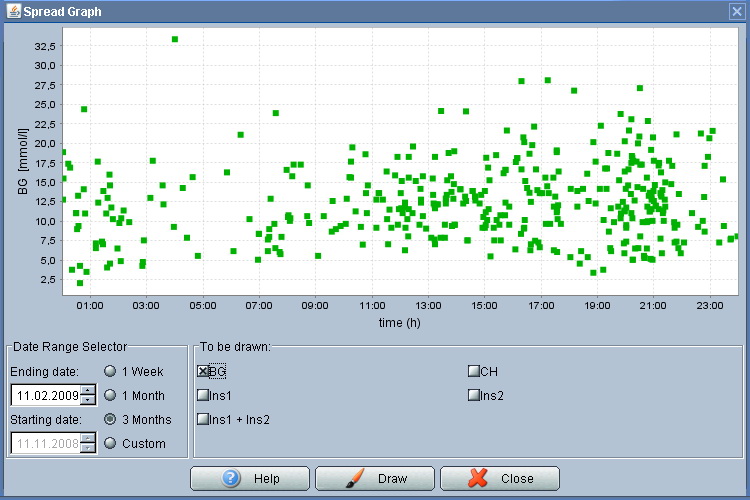 Spread Graph
32,5
30,0
27,5
25,0
22,5
20,0
17,5
15,0
12,5
10,0
7,5
5,0
2,5
BG [mmol/l]
01:00 03:00 05:00 07:00 09:00 11:00 13:00 15:00 17:00 19:00 21:00 23:00
time (h)
Date Range Selector
Ending date:
1 Week
11.02.2009
1 Month
Starting date:
3 Months
11.11.2008
Custom
To be drawn:
BG
CH
Ins1
Ins2
Ins1 + Ins2
Help
Draw
Close